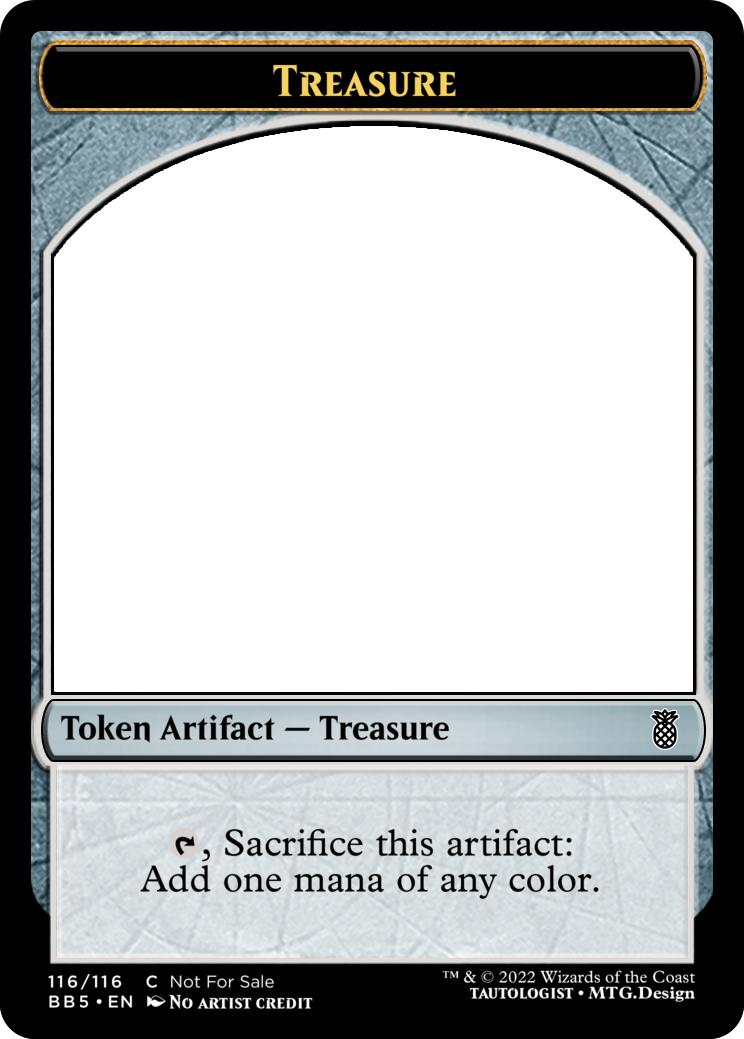 TREASURE
Token Artifact — Treasure
, Sacrifice this artifact:
Add one mana of any color.
116/116 C Not For Sale
BB5 • EN NO ARTIST CREDIT
™ & © 2022 Wizards of the Coast
TAUTOLOGIST • MTG.Design